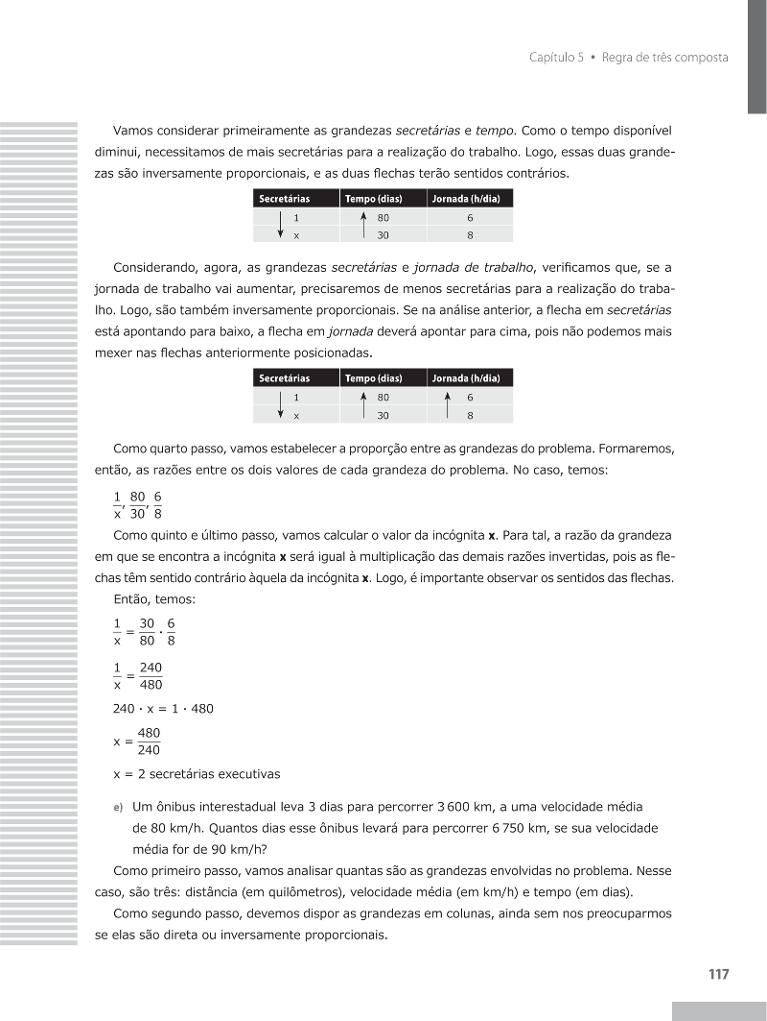 Capítulo 5 • Regra de três composta
Vamos considerar primeiramente as grandezas secretárias e tempo. Como o tempo disponível
diminui, necessitamos de mais secretárias para a realização do trabalho. Logo, essas duas grande-
zas são inversamente proporcionais, e as duas flechas terão sentidos contrários.
Secretárias Tempo (dias) Jornada (h/dia)
1 80 6
x 30 8
Considerando, agora, as grandezas secretárias e jornada de trabalho, verificamos que, se a
jornada de trabalho vai aumentar, precisaremos de menos secretárias para a realização do traba-
lho. Logo, são também inversamente proporcionais. Se na análise anterior, a flecha em secretárias
está apontando para baixo, a flecha em jornada deverá apontar para cima, pois não podemos mais
mexer nas flechas anteriormente posicionadas.
Secretárias Tempo (dias) Jornada (h/dia)
1 80 6
x 30 8
Como quarto passo, vamos estabelecer a proporção entre as grandezas do problema. Formaremos,
então, as razões entre os dois valores de cada grandeza do problema. No caso, temos:
1/x, 80/30, 6/8
Como quinto e último passo, vamos calcular o valor da incógnita x. Para tal, a razão da grandeza
em que se encontra a incógnita x será igual à multiplicação das demais razões invertidas, pois as fle-
chas têm sentido contrário àquela da incógnita x. Logo, é importante observar os sentidos das flechas.
Então, temos:
1/x = 30/80 · 6/8
1/x = 240/480
240 · x = 1 · 480
x = 480/240
x = 2 secretárias executivas
e) Um ônibus interestadual leva 3 dias para percorrer 3 600 km, a uma velocidade média
de 80 km/h. Quantos dias esse ônibus levará para percorrer 6 750 km, se sua velocidade
média for de 90 km/h?
Como primeiro passo, vamos analisar quantas são as grandezas envolvidas no problema. Nesse
caso, são três: distância (em quilômetros), velocidade média (em km/h) e tempo (em dias).
Como segundo passo, devemos dispor as grandezas em colunas, ainda sem nos preocuparmos
se elas são direta ou inversamente proporcionais.
117